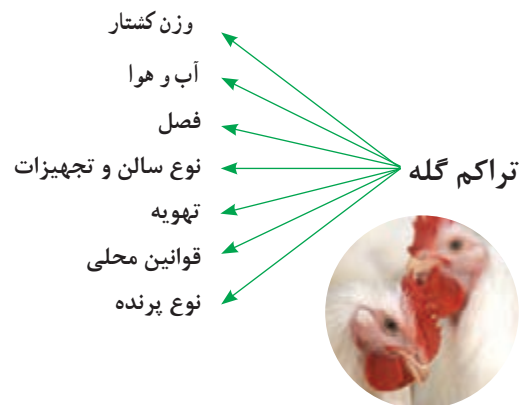 تراکم گله
وزن کشتار
آب و هوا
فصل
نوع سالن و تجهیزات
تهویه
قوانین محلی
نوع پرنده